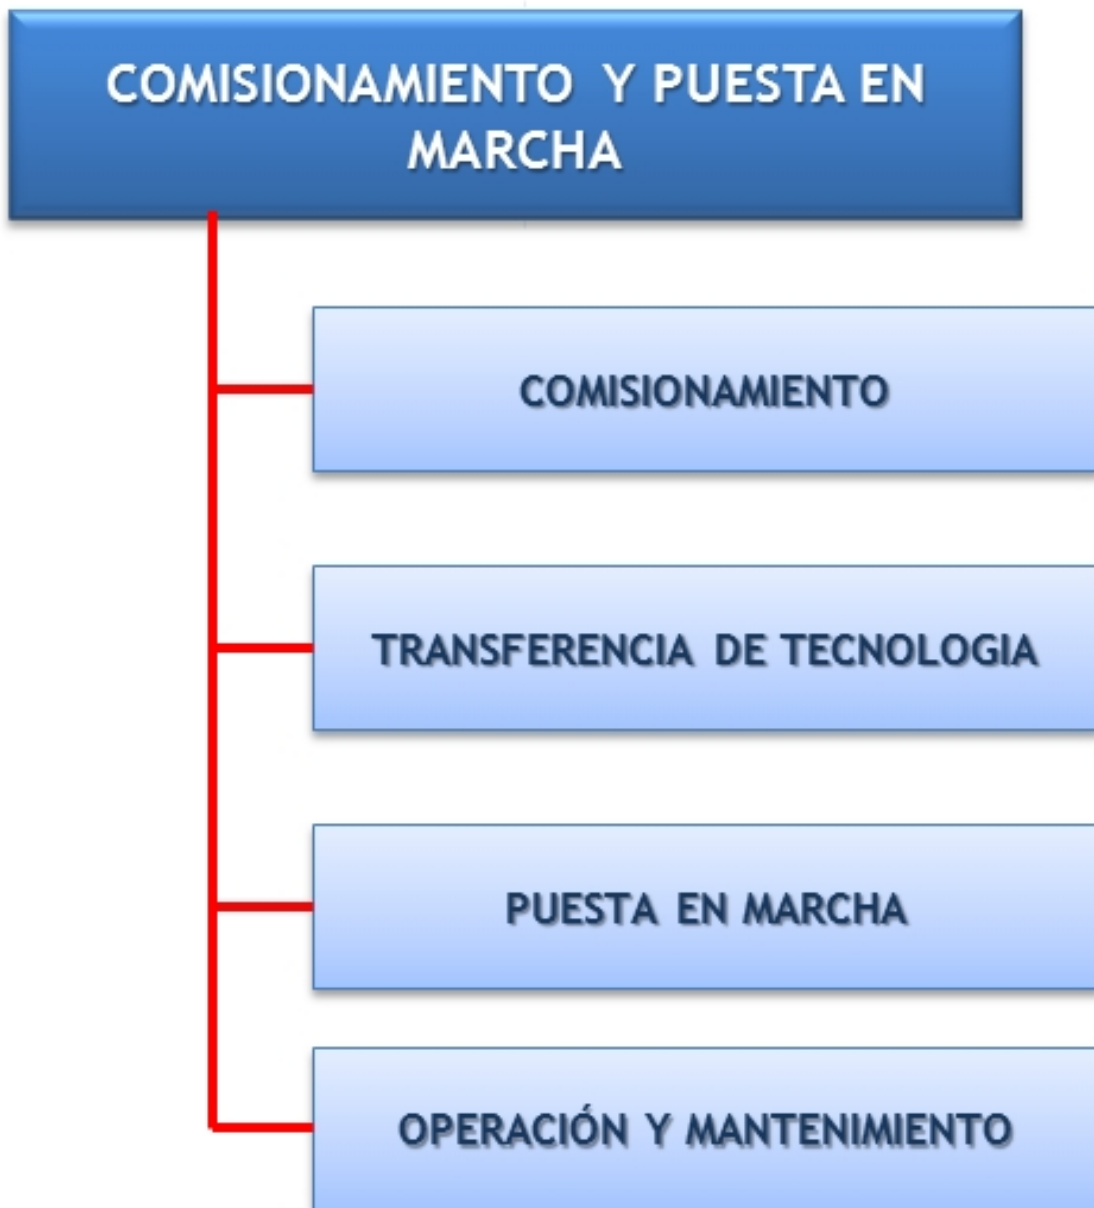 COMISIONAMIENTO Y PUESTA EN
MARCHA
COMISIONAMIENTO
TRANSFERENCIA DE TECNOLOGIA
PUESTA EN MARCHA
OPERACIÓN Y MANTENIMIENTO